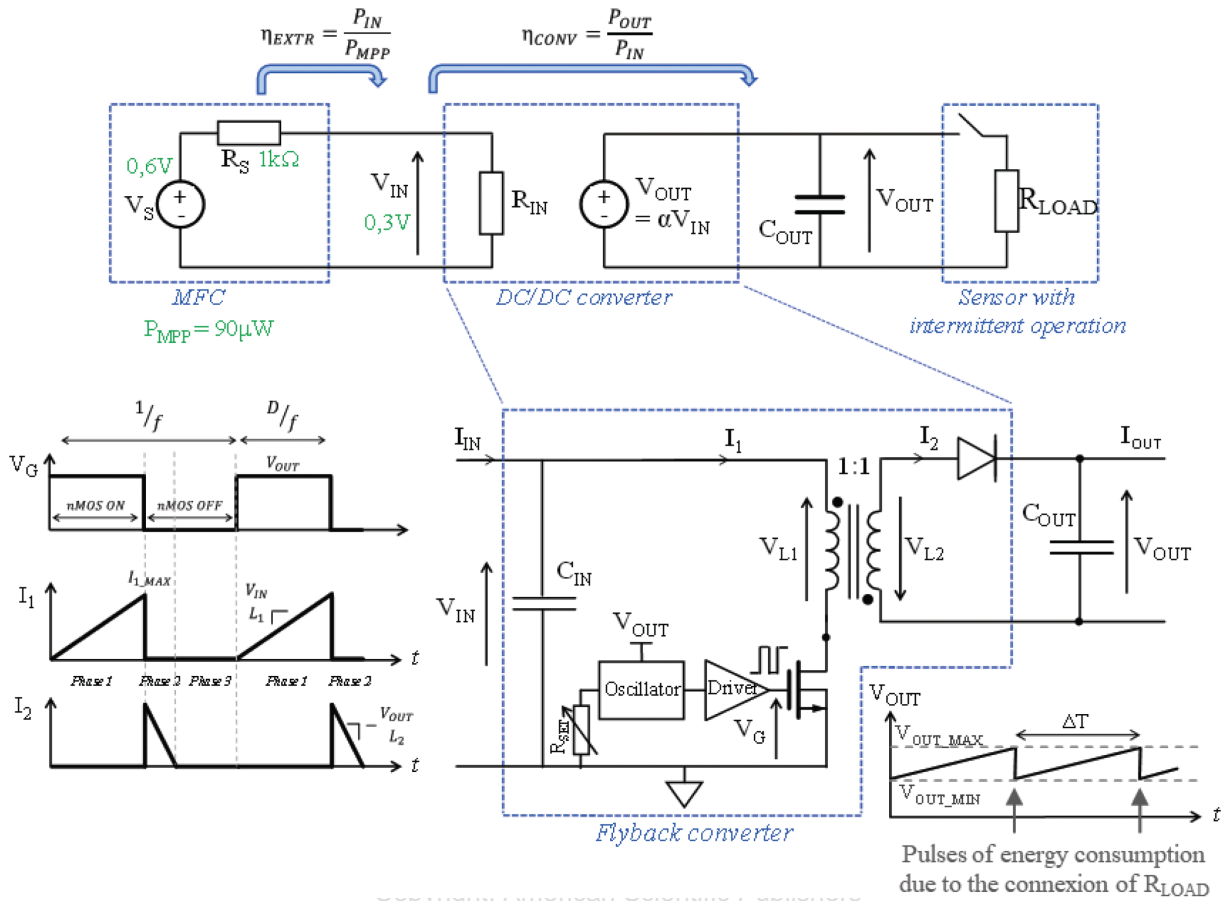 η_EXTR = P_IN / P_MPP
η_CONV = P_OUT / P_IN
0,6V
V_S
R_S 1kΩ
V_IN
0,3V
R_IN
V_OUT
= αV_IN
C_OUT
V_OUT
R_LOAD
MFC
P_MPP = 90μW
DC/DC converter
Sensor with
intermittent operation
1/f
D/f
V_G
V_OUT
nMOS ON
nMOS OFF
I_1
I_1_MAX
V_IN
L_1
t
Phase 1
Phase 2
Phase 3
Phase 1
Phase 2
I_2
V_OUT
L_2
t
I_IN
I_1
1:1
I_2
I_OUT
V_IN
C_IN
V_L1
V_L2
C_OUT
V_OUT
V_OUT
Oscillator
Driver
R_SET
V_G
Flyback converter
V_OUT
V_OUT_MAX
ΔT
V_OUT_MIN
t
Pulses of energy consumption
due to the connexion of R_LOAD
Copyright: American Scientific Publishers